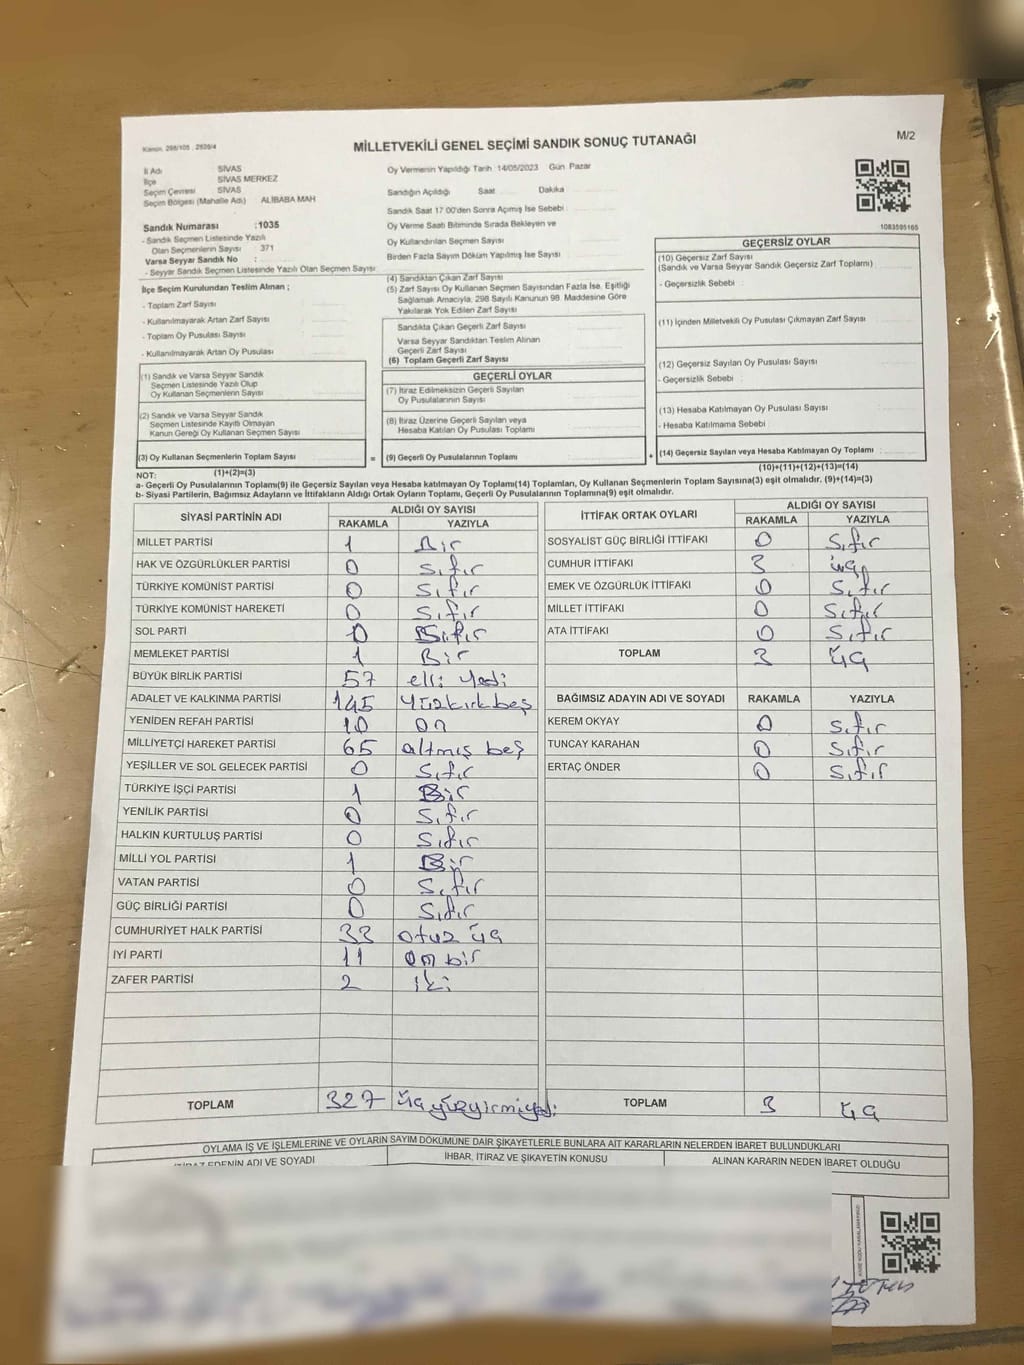 Kanun: 298/105 , 2839/4
MİLLETVEKİLİ GENEL SEÇİMİ SANDIK SONUÇ TUTANAĞI
M/2
İli Adı : SİVAS
İlçe : SİVAS MERKEZ
Seçim Çevresi : SİVAS
Seçim Bölgesi (Mahalle Adı) ALİBABA MAH
Sandık Numarası :1035
- Sandık Seçmen Listesinde Yazılı
Olan Seçmenlerin Sayısı : 371
Varsa Seyyar Sandık No :
- Seyyar Sandık Seçmen Listesinde Yazılı Olan Seçmen Sayısı
Oy Vermenin Yapıldığı Tarih :14/05/2023 Gün :Pazar
Sandığın Açıldığı Saat Dakika
Sandık Saat 17:00'den Sonra Açılmış İse Sebebi :
Oy Verme Saati Bitiminde Sırada Bekleyen ve
Oy Kullandırılan Seçmen Sayısı
Birden Fazla Sayım Döküm Yapılmış İse Sayısı
1083595165
İlçe Seçim Kurulundan Teslim Alınan ;
- Toplam Zarf Sayısı
- Kullanılmayarak Artan Zarf Sayısı
- Toplam Oy Pusulası Sayısı
- Kullanılmayarak Artan Oy Pusulası
(1) Sandık ve Varsa Seyyar Sandık
Seçmen Listesinde Yazılı Olup
Oy Kullanan Seçmenlerin Sayısı
(2) Sandık ve Varsa Seyyar Sandık
Seçmen Listesinde Kayıtlı Olmayan
Kanun Gereği Oy Kullanan Seçmen Sayısı
(3) Oy Kullanan Seçmenlerin Toplam Sayısı =
(4) Sandıktan Çıkan Zarf Sayısı
(5) Zarf Sayısı Oy Kullanan Seçmen Sayısından Fazla İse, Eşitliği
Sağlamak Amacıyla, 298 Sayılı Kanunun 98. Maddesine Göre
Yakılarak Yok Edilen Zarf Sayısı
Sandıkta Çıkan Geçerli Zarf Sayısı
Varsa Seyyar Sandıktan Teslim Alınan
Geçerli Zarf Sayısı
(6) Toplam Geçerli Zarf Sayısı
GEÇERLİ OYLAR
(7) İtiraz Edilmeksizin Geçerli Sayılan
Oy Pusulalarının Sayısı
(8) İtiraz Üzerine Geçerli Sayılan veya
Hesaba Katılan Oy Pusulası Toplamı
(9) Geçerli Oy Pusulalarının Toplamı +
GEÇERSİZ OYLAR
(10) Geçersiz Zarf Sayısı
(Sandık ve Varsa Seyyar Sandık Geçersiz Zarf Toplamı)
- Geçersizlik Sebebi :
(11) İçinden Milletvekili Oy Pusulası Çıkmayan Zarf Sayısı
(12) Geçersiz Sayılan Oy Pusulası Sayısı
- Geçersizlik Sebebi :
(13) Hesaba Katılmayan Oy Pusulası Sayısı
- Hesaba Katılmama Sebebi
(14) Geçersiz Sayılan veya Hesaba Katılmayan Oy Toplamı
NOT: (1)+(2)=(3) (10)+(11)+(12)+(13)=(14)
a- Geçerli Oy Pusulalarının Toplamı(9) ile Geçersiz Sayılan veya Hesaba katılmayan Oy Toplamı(14) Toplamları, Oy Kullanan Seçmenlerin Toplam Sayısına(3) eşit olmalıdır. (9)+(14)=(3)
b- Siyasi Partilerin, Bağımsız Adayların ve İttifakların Aldığı Ortak Oyların Toplamı, Geçerli Oy Pusulalarının Toplamına(9) eşit olmalıdır.
SİYASİ PARTİNİN ADI ALDIĞI OY SAYISI
RAKAMLA YAZIYLA
MİLLET PARTİSİ 1 Bir
HAK VE ÖZGÜRLÜKLER PARTİSİ 0 Sıfır
TÜRKİYE KOMÜNİST PARTİSİ 0 Sıfır
TÜRKİYE KOMÜNİST HAREKETİ 0 Sıfır
SOL PARTİ 0 Sıfır
MEMLEKET PARTİSİ 1 Bir
BÜYÜK BİRLİK PARTİSİ 57 elli yedi
ADALET VE KALKINMA PARTİSİ 145 Yüzkırkbeş
YENİDEN REFAH PARTİSİ 10 on
MİLLİYETÇİ HAREKET PARTİSİ 65 altmış beş
YEŞİLLER VE SOL GELECEK PARTİSİ 0 Sıfır
TÜRKİYE İŞÇİ PARTİSİ 1 Bir
YENİLİK PARTİSİ 0 Sıfır
HALKIN KURTULUŞ PARTİSİ 0 Sıfır
MİLLİ YOL PARTİSİ 1 Bir
VATAN PARTİSİ 0 Sıfır
GÜÇ BİRLİĞİ PARTİSİ 0 Sıfır
CUMHURİYET HALK PARTİSİ 33 otuz üç
İYİ PARTİ 11 on bir
ZAFER PARTİSİ 2 iki
TOPLAM 327 üç yüzyirmiyedi
İTTİFAK ORTAK OYLARI ALDIĞI OY SAYISI
RAKAMLA YAZIYLA
SOSYALİST GÜÇ BİRLİĞİ İTTİFAKI 0 Sıfır
CUMHUR İTTİFAKI 3 üç
EMEK VE ÖZGÜRLÜK İTTİFAKI 0 Sıfır
MİLLET İTTİFAKI 0 Sıfır
ATA İTTİFAKI 0 Sıfır
TOPLAM 3 üç
BAĞIMSIZ ADAYIN ADI VE SOYADI RAKAMLA YAZIYLA
KEREM OKYAY 0 Sıfır
TUNCAY KARAHAN 0 Sıfır
ERTAÇ ÖNDER 0 Sıfır
TOPLAM 3 üç
OYLAMA İŞ VE İŞLEMLERİNE VE OYLARIN SAYIM DÖKÜMÜNE DAİR ŞİKAYETLERLE BUNLARA AİT KARARLARIN NELERDEN İBARET BULUNDUKLARI
İTİRAZ EDENİN ADI VE SOYADI İHBAR, İTİRAZ VE ŞİKAYETİN KONUSU ALINAN KARARIN NEDEN İBARET OLDUĞU